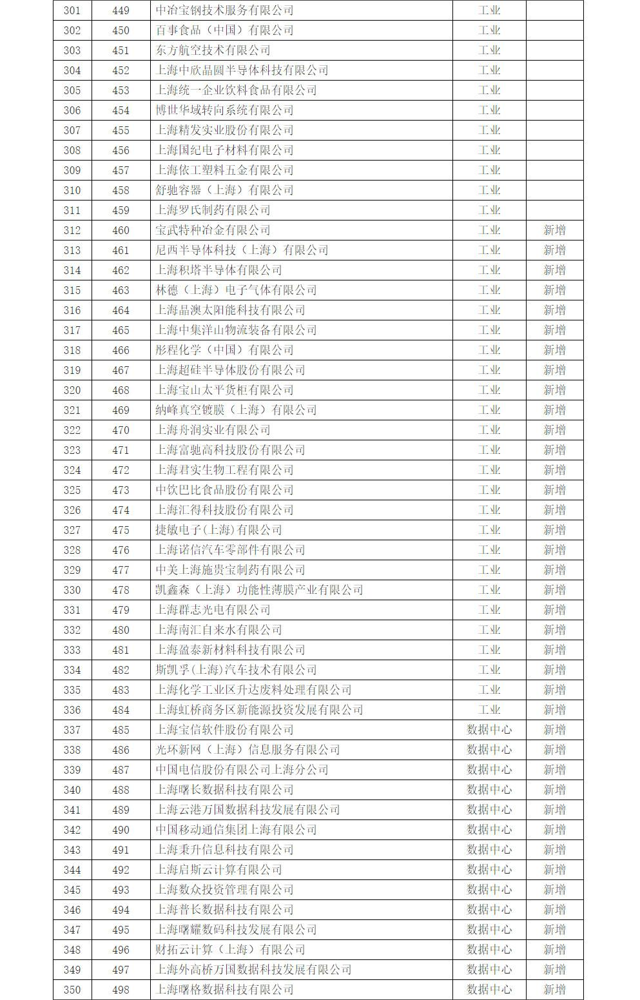 301 449 中冶宝钢技术服务有限公司 工业
302 450 百事食品（中国）有限公司 工业
303 451 东方航空技术有限公司 工业
304 452 上海中欣晶圆半导体科技有限公司 工业
305 453 上海统一企业饮料食品有限公司 工业
306 454 博世华域转向系统有限公司 工业
307 455 上海精发实业股份有限公司 工业
308 456 上海国纪电子材料有限公司 工业
309 457 上海依工塑料五金有限公司 工业
310 458 舒驰容器（上海）有限公司 工业
311 459 上海罗氏制药有限公司 工业
312 460 宝武特种冶金有限公司 工业 新增
313 461 尼西半导体科技（上海）有限公司 工业 新增
314 462 上海积塔半导体有限公司 工业 新增
315 463 林德（上海）电子气体有限公司 工业 新增
316 464 上海晶澳太阳能科技有限公司 工业 新增
317 465 上海中集洋山物流装备有限公司 工业 新增
318 466 彤程化学（中国）有限公司 工业 新增
319 467 上海超硅半导体股份有限公司 工业 新增
320 468 上海宝山太平货柜有限公司 工业 新增
321 469 纳峰真空镀膜（上海）有限公司 工业 新增
322 470 上海舟润实业有限公司 工业 新增
323 471 上海富驰高科技股份有限公司 工业 新增
324 472 上海君实生物工程有限公司 工业 新增
325 473 中饮巴比食品股份有限公司 工业 新增
326 474 上海汇得科技股份有限公司 工业 新增
327 475 捷敏电子(上海)有限公司 工业 新增
328 476 上海诺信汽车零部件有限公司 工业 新增
329 477 中美上海施贵宝制药有限公司 工业 新增
330 478 凯鑫森（上海）功能性薄膜产业有限公司 工业 新增
331 479 上海群志光电有限公司 工业 新增
332 480 上海南汇自来水有限公司 工业 新增
333 481 上海盈泰新材料科技有限公司 工业 新增
334 482 斯凯孚(上海)汽车技术有限公司 工业 新增
335 483 上海化学工业区升达废料处理有限公司 工业 新增
336 484 上海虹桥商务区新能源投资发展有限公司 工业 新增
337 485 上海宝信软件股份有限公司 数据中心 新增
338 486 光环新网（上海）信息服务有限公司 数据中心 新增
339 487 中国电信股份有限公司上海分公司 数据中心 新增
340 488 上海曙长数据科技有限公司 数据中心 新增
341 489 上海云港万国数据科技发展有限公司 数据中心 新增
342 490 中国移动通信集团上海有限公司 数据中心 新增
343 491 上海秉升信息科技有限公司 数据中心 新增
344 492 上海启斯云计算有限公司 数据中心 新增
345 493 上海数众投资管理有限公司 数据中心 新增
346 494 上海普长数据科技有限公司 数据中心 新增
347 495 上海曙耀数码科技发展有限公司 数据中心 新增
348 496 财拓云计算（上海）有限公司 数据中心 新增
349 497 上海外高桥万国数据科技发展有限公司 数据中心 新增
350 498 上海曙格数据科技有限公司 数据中心 新增